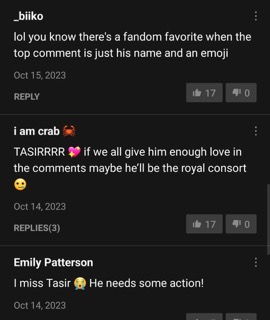 _biiko
lol you know there's a fandom favorite when the
top comment is just his name and an emoji
Oct 15, 2023
REPLY
17
0
i am crab 🦀
TASIRRRR 💖 if we all give him enough love in
the comments maybe he'll be the royal consort
😐
Oct 14, 2023
REPLIES(3)
17
0
Emily Patterson
I miss Tasir 😭 He needs some action!
Oct 14, 2023